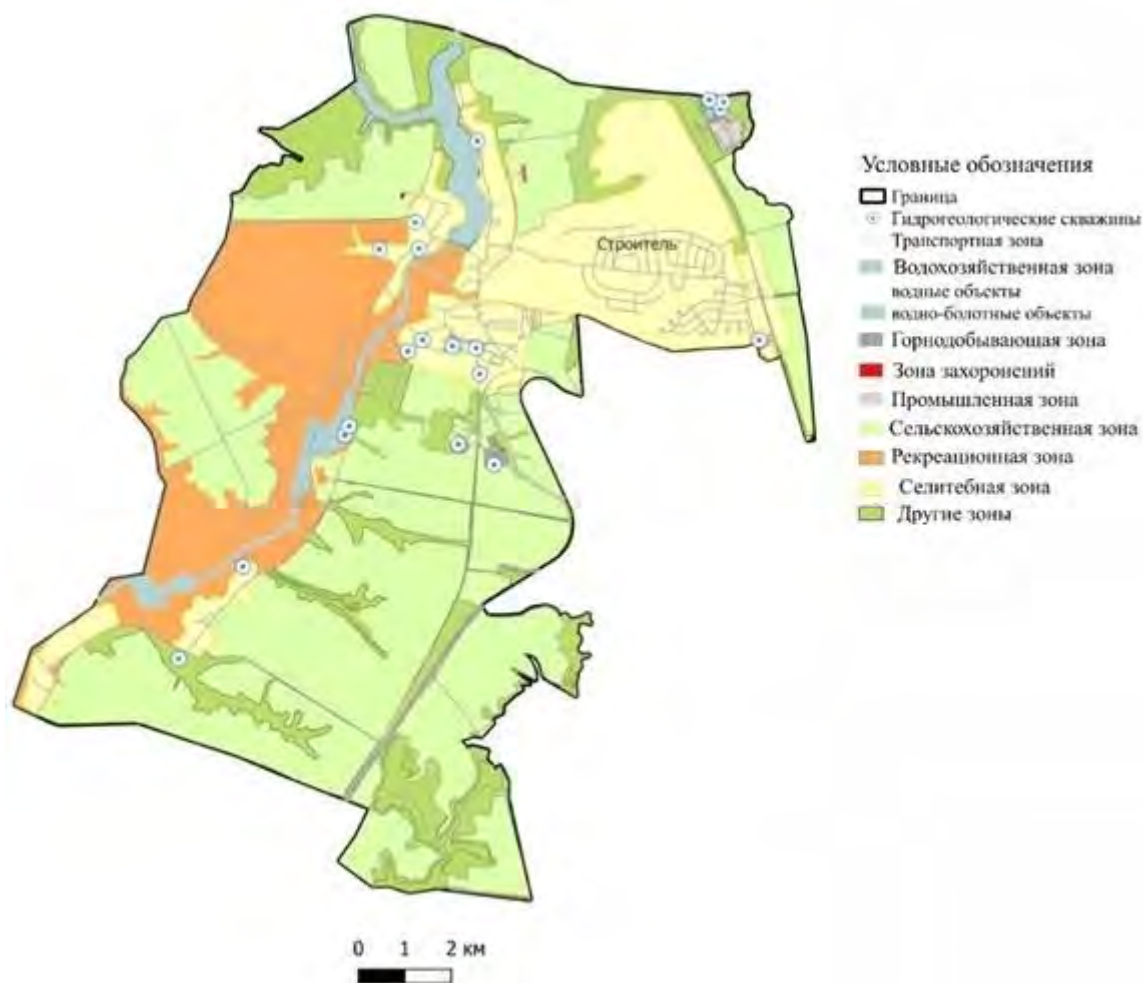 Строитель
Условные обозначения
Граница
Гидрогеологические скважины
Транспортная зона
Водохозяйственная зона
водные объекты
водно-болотные объекты
Горнодобывающая зона
Зона захоронений
Промышленная зона
Сельскохозяйственная зона
Рекреационная зона
Селитебная зона
Другие зоны
0 1 2 км